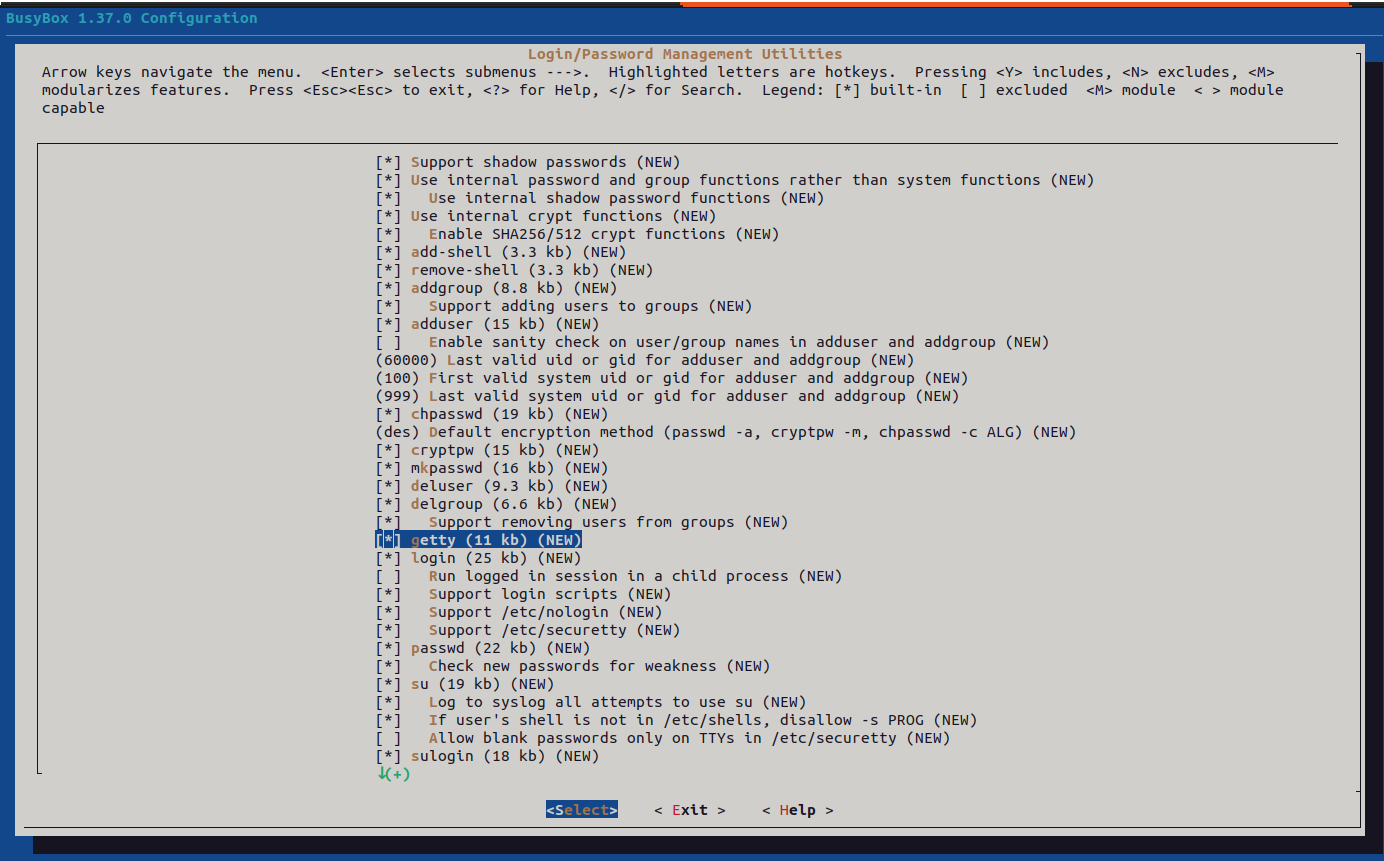 BusyBox 1.37.0 Configuration
Login/Password Management Utilities
Arrow keys navigate the menu.  <Enter> selects submenus --->.  Highlighted letters are hotkeys.  Pressing <Y> includes, <N> excludes, <M>
modularizes features.  Press <Esc><Esc> to exit, <?> for Help, </> for Search.  Legend: [*] built-in  [ ] excluded  <M> module  < > module
capable
[*] Support shadow passwords (NEW)
[*] Use internal password and group functions rather than system functions (NEW)
[*]   Use internal shadow password functions (NEW)
[*] Use internal crypt functions (NEW)
[*]   Enable SHA256/512 crypt functions (NEW)
[*] add-shell (3.3 kb) (NEW)
[*] remove-shell (3.3 kb) (NEW)
[*] addgroup (8.8 kb) (NEW)
[*]   Support adding users to groups (NEW)
[*] adduser (15 kb) (NEW)
[ ]   Enable sanity check on user/group names in adduser and addgroup (NEW)
(60000) Last valid uid or gid for adduser and addgroup (NEW)
(100) First valid system uid or gid for adduser and addgroup (NEW)
(999) Last valid system uid or gid for adduser and addgroup (NEW)
[*] chpasswd (19 kb) (NEW)
(des) Default encryption method (passwd -a, cryptpw -m, chpasswd -c ALG) (NEW)
[*] cryptpw (15 kb) (NEW)
[*] mkpasswd (16 kb) (NEW)
[*] deluser (9.3 kb) (NEW)
[*] delgroup (6.6 kb) (NEW)
[*]   Support removing users from groups (NEW)
[*] getty (11 kb) (NEW)
[*] login (25 kb) (NEW)
[ ]   Run logged in session in a child process (NEW)
[*]   Support login scripts (NEW)
[*]   Support /etc/nologin (NEW)
[*]   Support /etc/securetty (NEW)
[*] passwd (22 kb) (NEW)
[*]   Check new passwords for weakness (NEW)
[*] su (19 kb) (NEW)
[*]   Log to syslog all attempts to use su (NEW)
[*]   If user's shell is not in /etc/shells, disallow -s PROG (NEW)
[ ]   Allow blank passwords only on TTYs in /etc/securetty (NEW)
[*] sulogin (18 kb) (NEW)
↓(+)
<Select>    < Exit >    < Help >